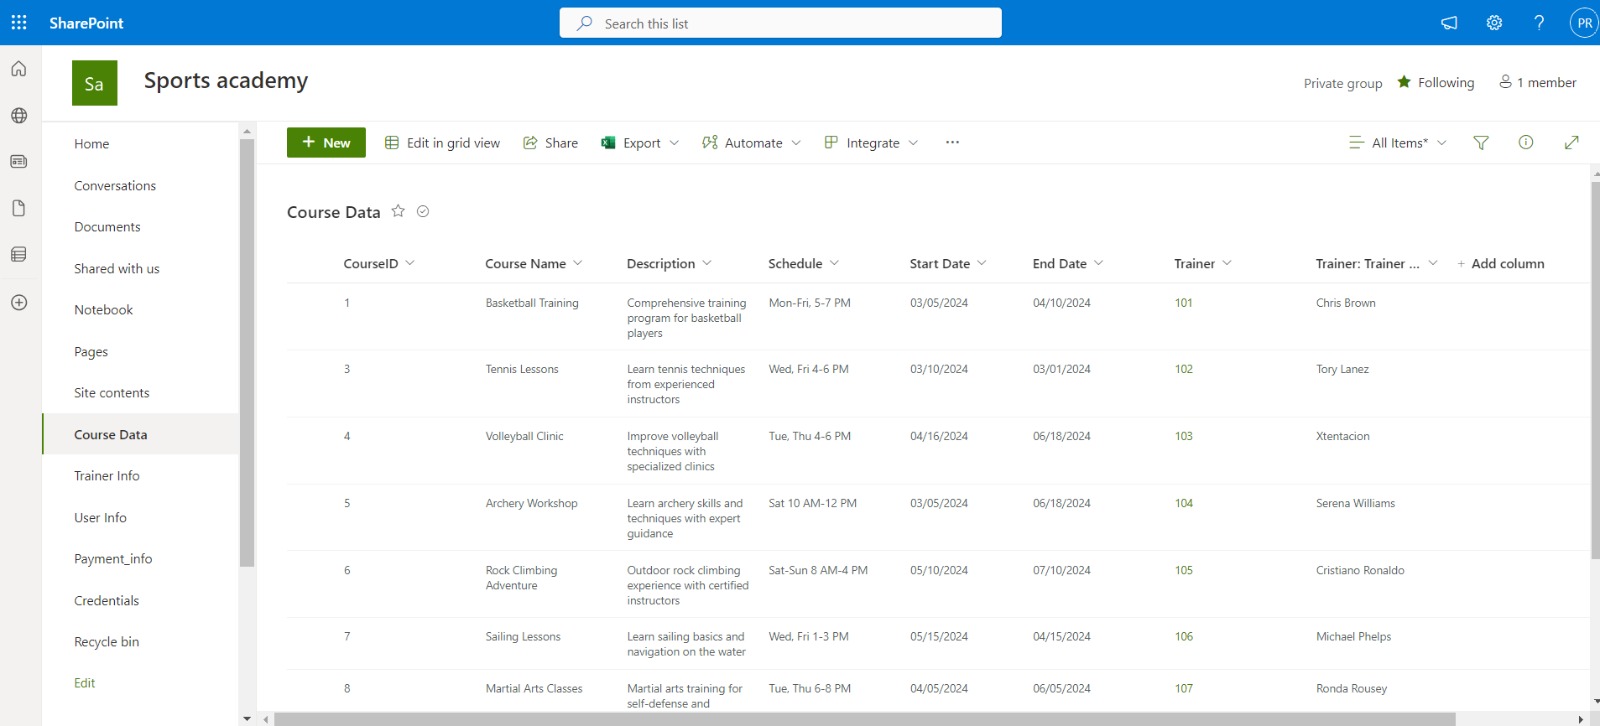 SharePoint
Search this list
?
PR
Sa
Sports academy
Private group
Following
1 member
Home
Conversations
Documents
Shared with us
Notebook
Pages
Site contents
Course Data
Trainer Info
User Info
Payment_info
Credentials
Recycle bin
Edit
+ New
Edit in grid view
Share
Export
Automate
Integrate
···
All Items*
Course Data
CourseID Course Name Description Schedule Start Date End Date Trainer Trainer: Trainer ... + Add column
1 Basketball Training Comprehensive training Mon-Fri, 5-7 PM 03/05/2024 04/10/2024 101 Chris Brown
program for basketball
players
3 Tennis Lessons Learn tennis techniques Wed, Fri 4-6 PM 03/10/2024 03/01/2024 102 Tory Lanez
from experienced
instructors
4 Volleyball Clinic Improve volleyball Tue, Thu 4-6 PM 04/16/2024 06/18/2024 103 Xtentacion
techniques with
specialized clinics
5 Archery Workshop Learn archery skills and Sat 10 AM-12 PM 03/05/2024 06/18/2024 104 Serena Williams
techniques with expert
guidance
6 Rock Climbing Outdoor rock climbing Sat-Sun 8 AM-4 PM 05/10/2024 07/10/2024 105 Cristiano Ronaldo
Adventure experience with certified
instructors
7 Sailing Lessons Learn sailing basics and Wed, Fri 1-3 PM 05/15/2024 04/15/2024 106 Michael Phelps
navigation on the water
8 Martial Arts Classes Martial arts training for Tue, Thu 6-8 PM 04/05/2024 06/05/2024 107 Ronda Rousey
self-defense and